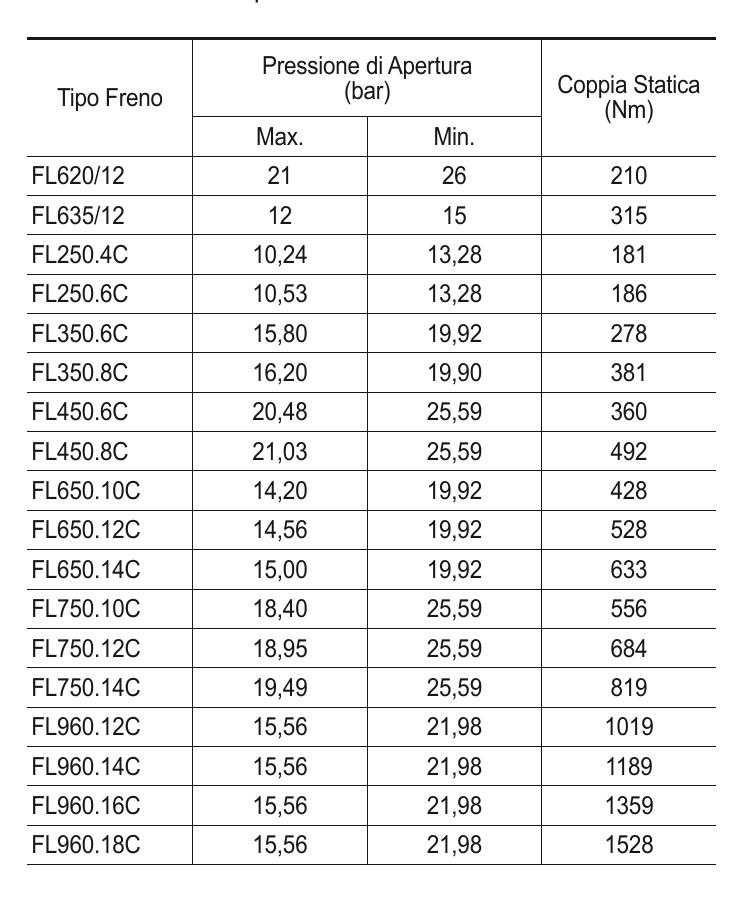 Pressione di Apertura
(bar)
Tipo Freno
Coppia Statica
(Nm)
Max. Min.
FL620/12 21 26 210
FL635/12 12 15 315
FL250.4C 10,24 13,28 181
FL250.6C 10,53 13,28 186
FL350.6C 15,80 19,92 278
FL350.8C 16,20 19,90 381
FL450.6C 20,48 25,59 360
FL450.8C 21,03 25,59 492
FL650.10C 14,20 19,92 428
FL650.12C 14,56 19,92 528
FL650.14C 15,00 19,92 633
FL750.10C 18,40 25,59 556
FL750.12C 18,95 25,59 684
FL750.14C 19,49 25,59 819
FL960.12C 15,56 21,98 1019
FL960.14C 15,56 21,98 1189
FL960.16C 15,56 21,98 1359
FL960.18C 15,56 21,98 1528